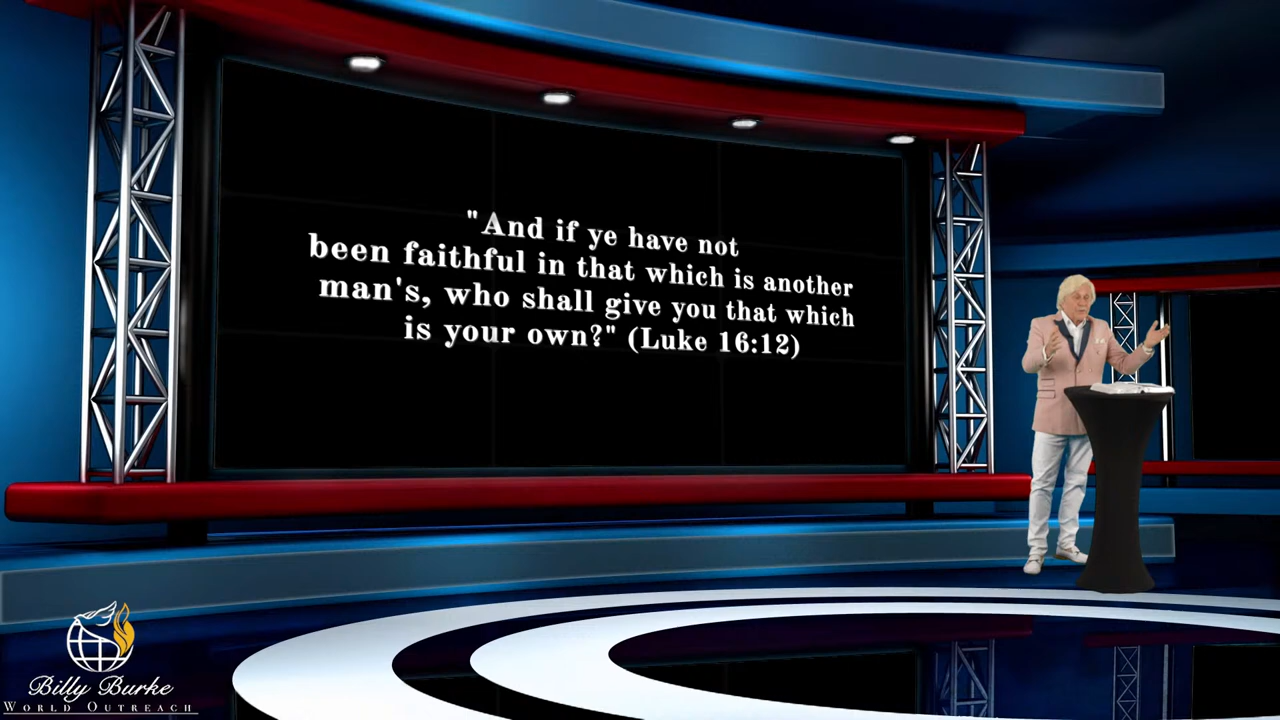 "And if ye have not
been faithful in that which is another
man's, who shall give you that which
is your own?" (Luke 16:12)
Billy Burke
WORLD OUTREACH